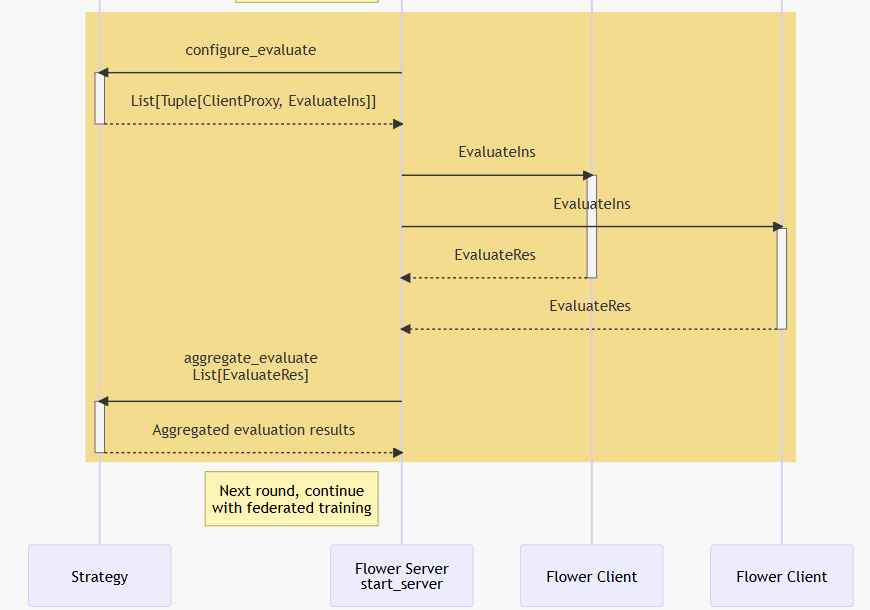 configure_evaluate
List[Tuple[ClientProxy, EvaluateIns]]
EvaluateIns
EvaluateIns
EvaluateRes
EvaluateRes
aggregate_evaluate
List[EvaluateRes]
Aggregated evaluation results
Next round, continue
with federated training
Strategy
Flower Server
start_server
Flower Client
Flower Client